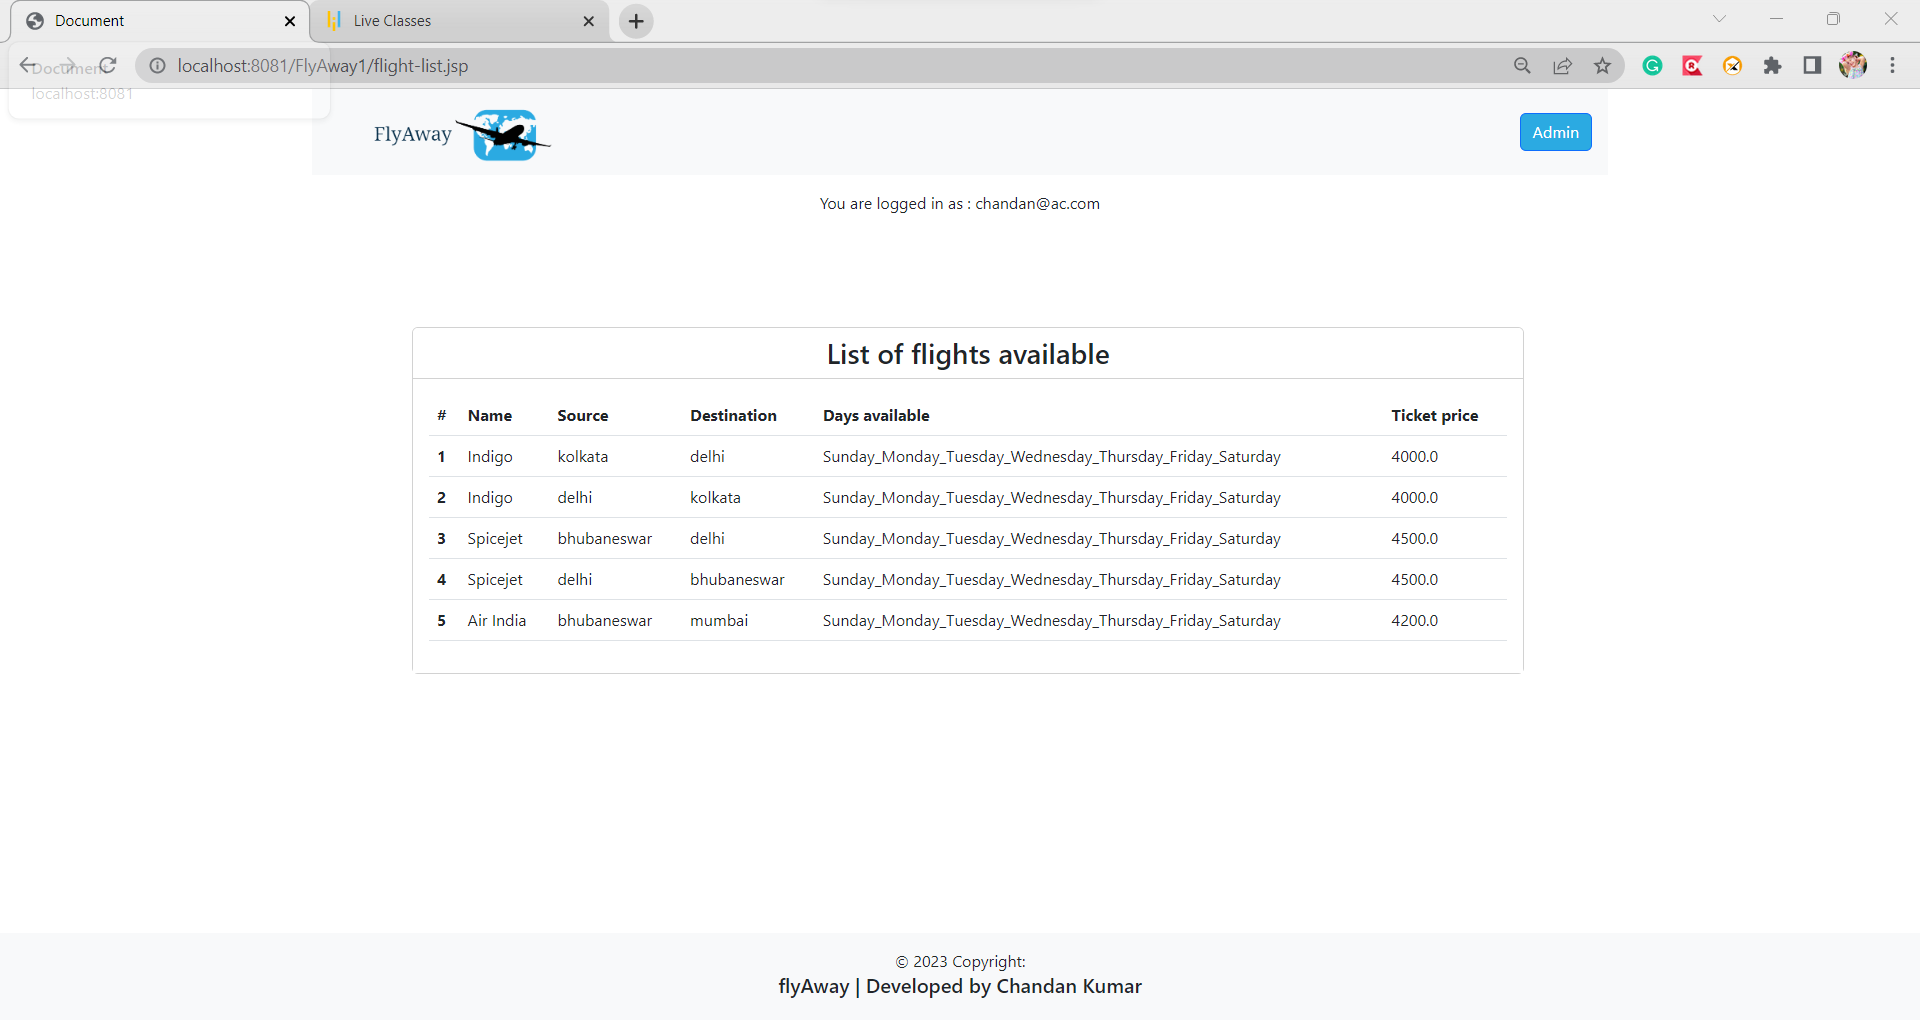 Document
Live Classes
localhost:8081/FlyAway1/flight-list.jsp
Document
localhost:8081
FlyAway
Admin
You are logged in as : chandan@ac.com
List of flights available
# Name Source Destination Days available Ticket price
1 Indigo kolkata delhi Sunday_Monday_Tuesday_Wednesday_Thursday_Friday_Saturday 4000.0
2 Indigo delhi kolkata Sunday_Monday_Tuesday_Wednesday_Thursday_Friday_Saturday 4000.0
3 Spicejet bhubaneswar delhi Sunday_Monday_Tuesday_Wednesday_Thursday_Friday_Saturday 4500.0
4 Spicejet delhi bhubaneswar Sunday_Monday_Tuesday_Wednesday_Thursday_Friday_Saturday 4500.0
5 Air India bhubaneswar mumbai Sunday_Monday_Tuesday_Wednesday_Thursday_Friday_Saturday 4200.0
© 2023 Copyright:
flyAway | Developed by Chandan Kumar